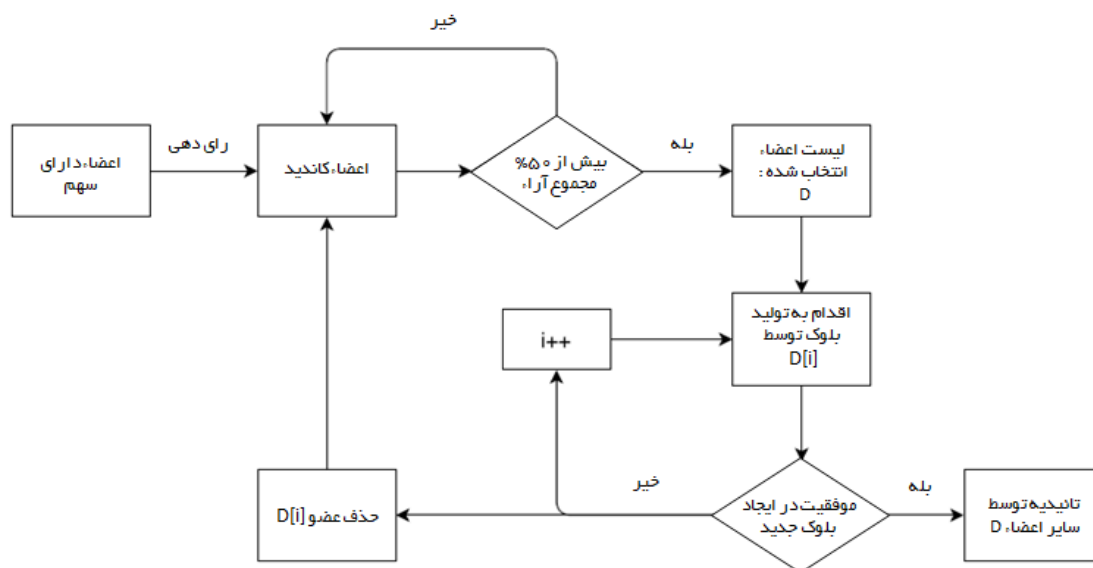 خیر
اعضاء دارای
سهم
رای دهی
اعضاء کاندید
بیش از ۵۰%
مجموع آراء
بله
لیست اعضاء
انتخاب شده :
D
اقدام به تولید
بلوک توسط
D[i]
i++
موفقیت در ایجاد
بلوک جدید
خیر
بله
حذف عضو D[i]
تائیدیه توسط
سایر اعضاء D